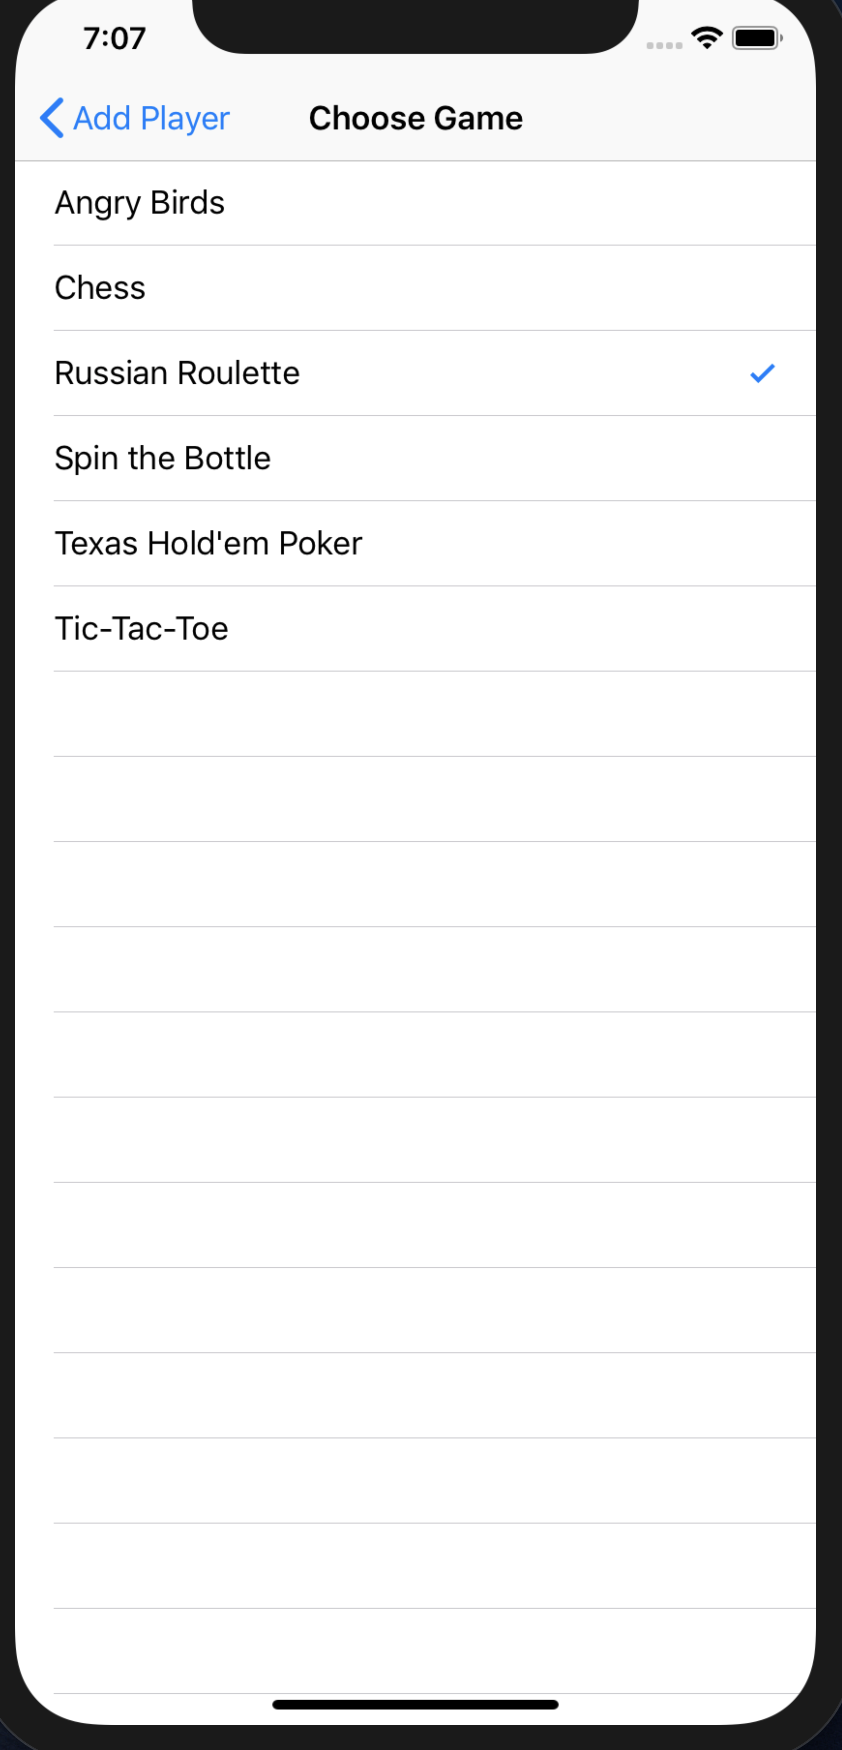 7:07
Add Player
Choose Game
Angry Birds
Chess
Russian Roulette
Spin the Bottle
Texas Hold'em Poker
Tic-Tac-Toe